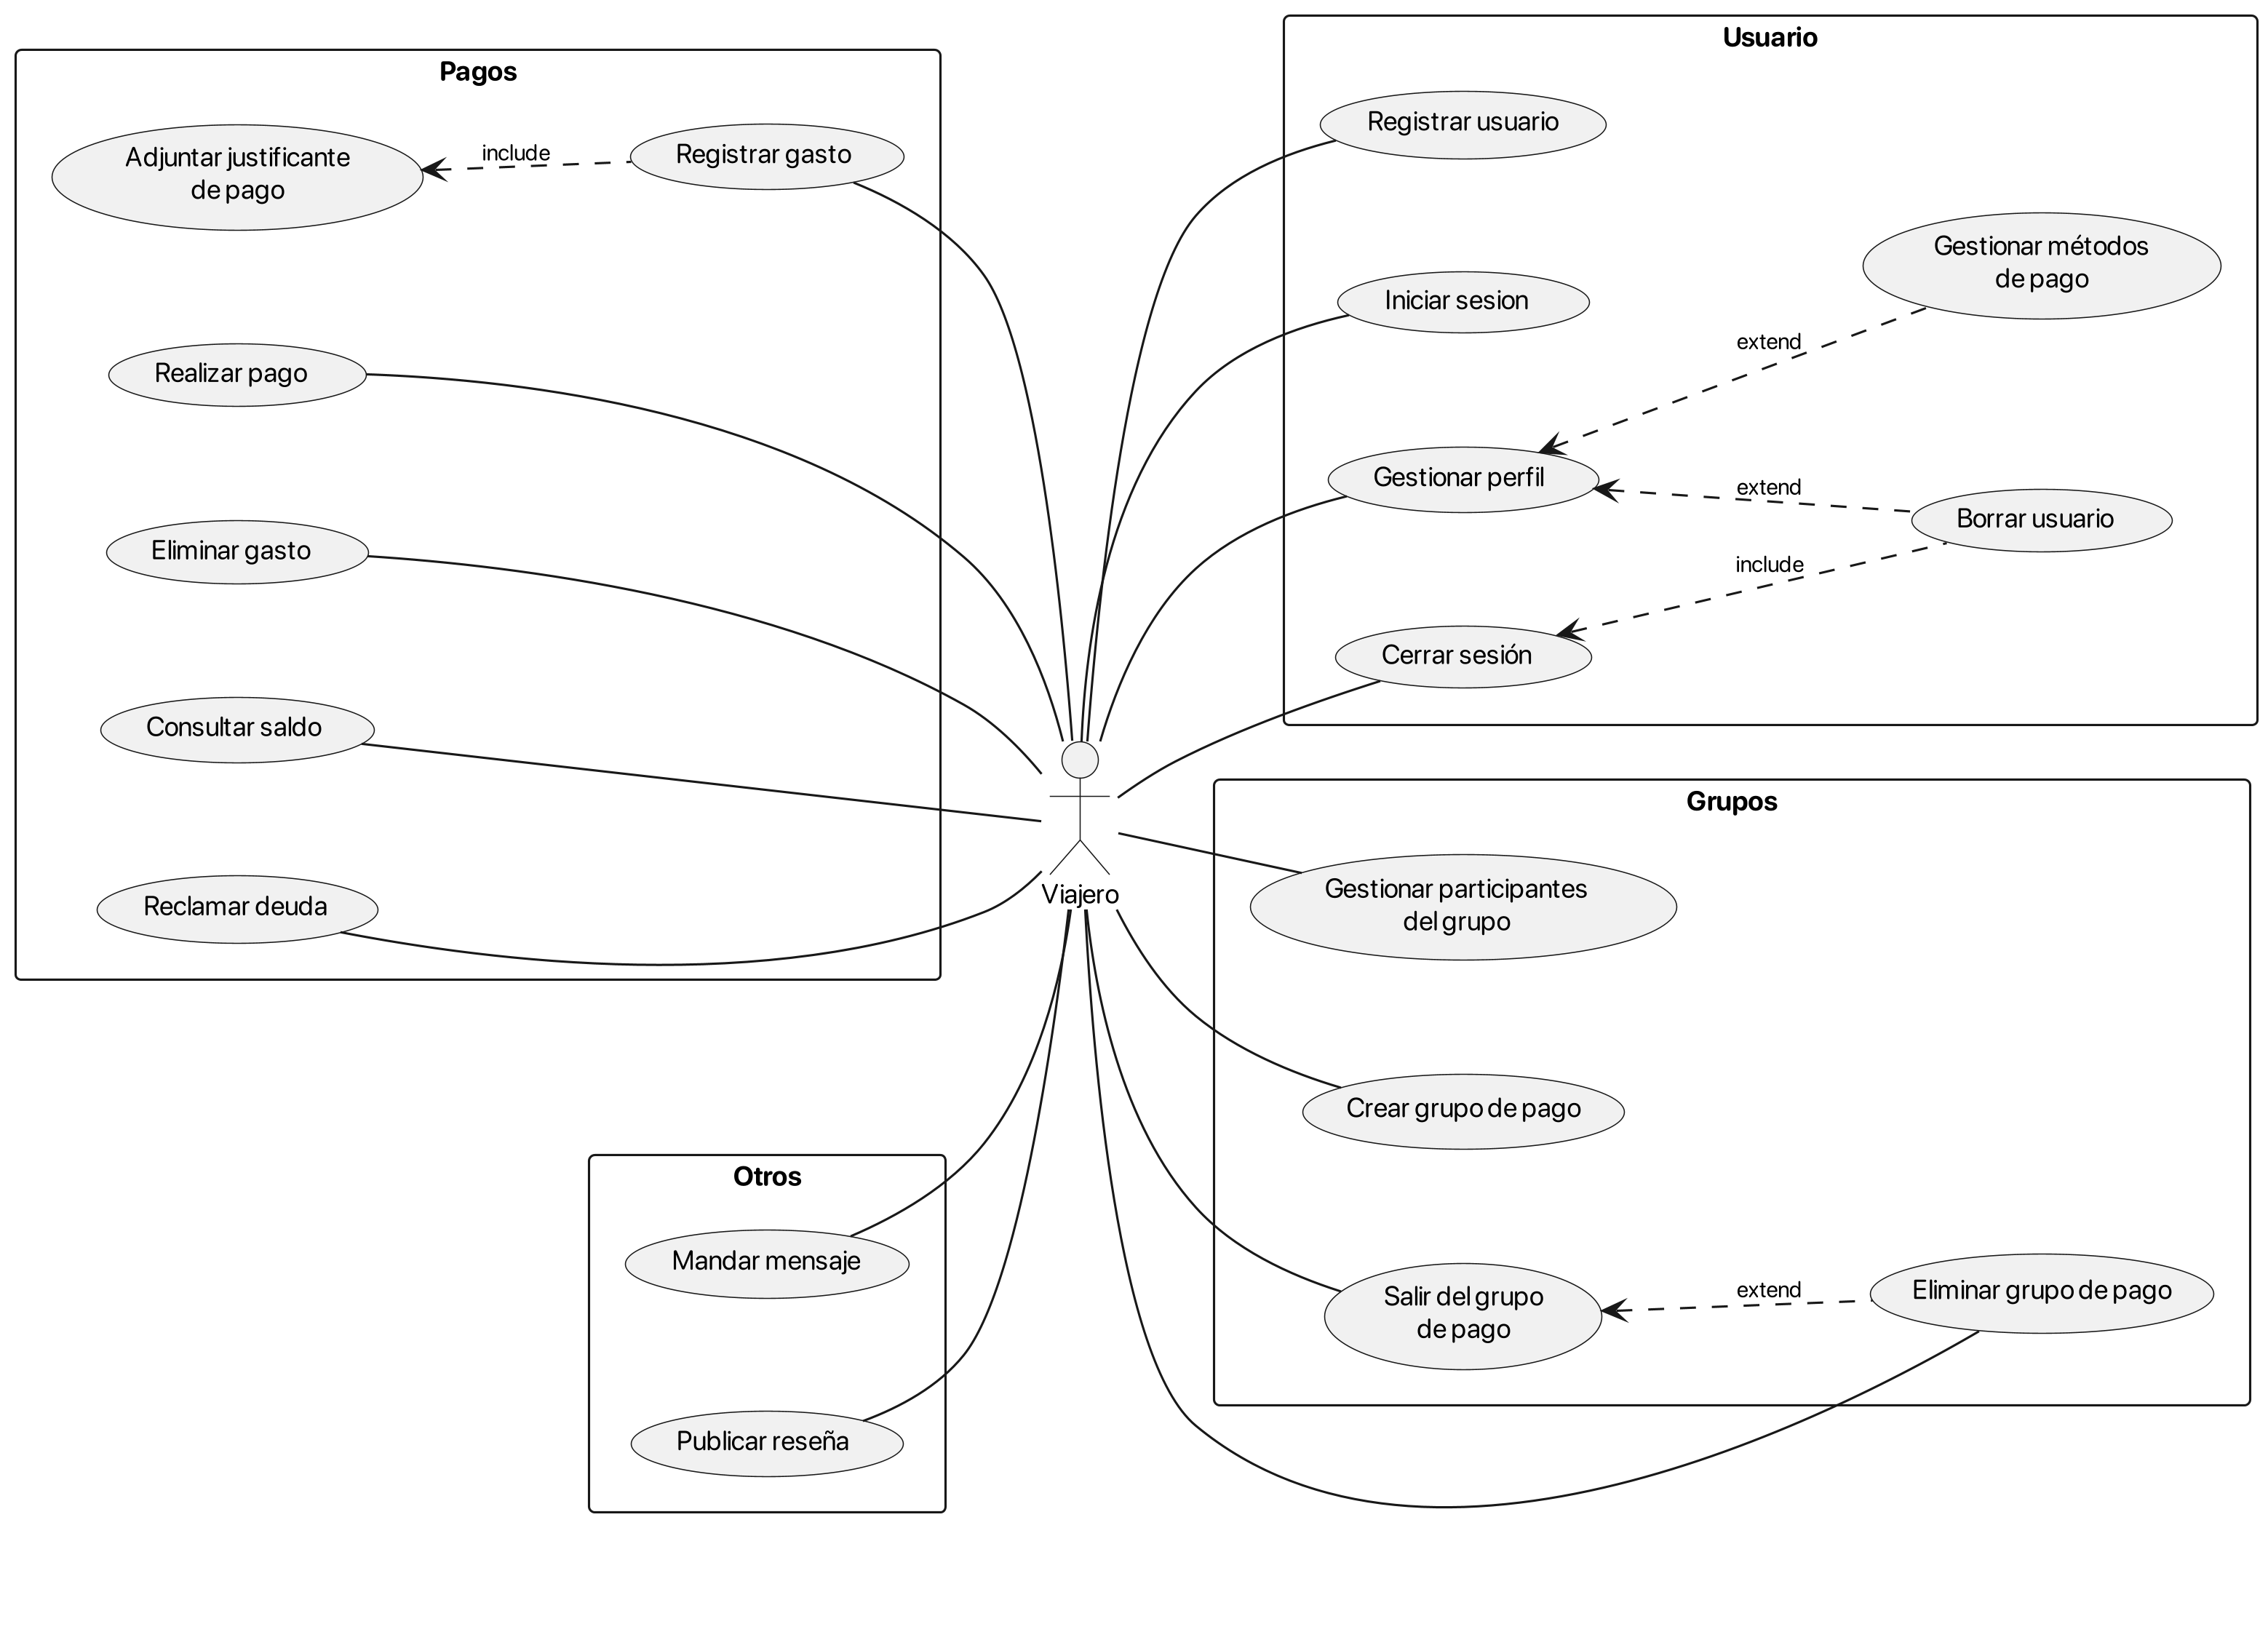 Pagos
Adjuntar justificante
de pago
include
Registrar gasto
Realizar pago
Eliminar gasto
Consultar saldo
Reclamar deuda
Usuario
Registrar usuario
Iniciar sesion
Gestionar métodos
de pago
extend
Gestionar perfil
extend
Borrar usuario
include
Cerrar sesión
Viajero
Grupos
Gestionar participantes
del grupo
Crear grupo de pago
Salir del grupo
de pago
extend
Eliminar grupo de pago
Otros
Mandar mensaje
Publicar reseña